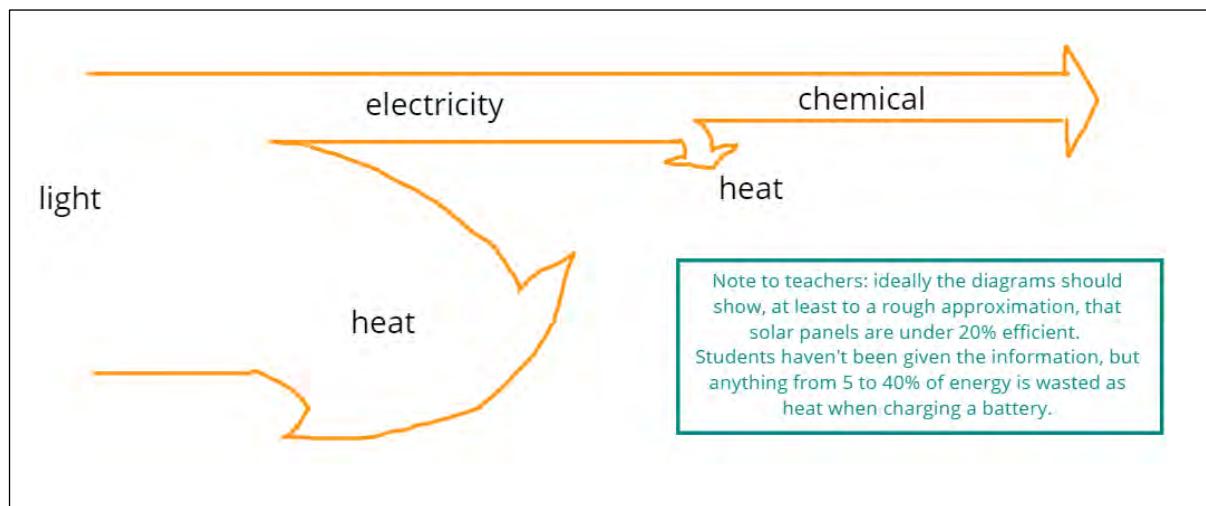 electricity
chemical
light
heat
heat
Note to teachers: ideally the diagrams should
show, at least to a rough approximation, that
solar panels are under 20% efficient.
Students haven't been given the information, but
anything from 5 to 40% of energy is wasted as
heat when charging a battery.